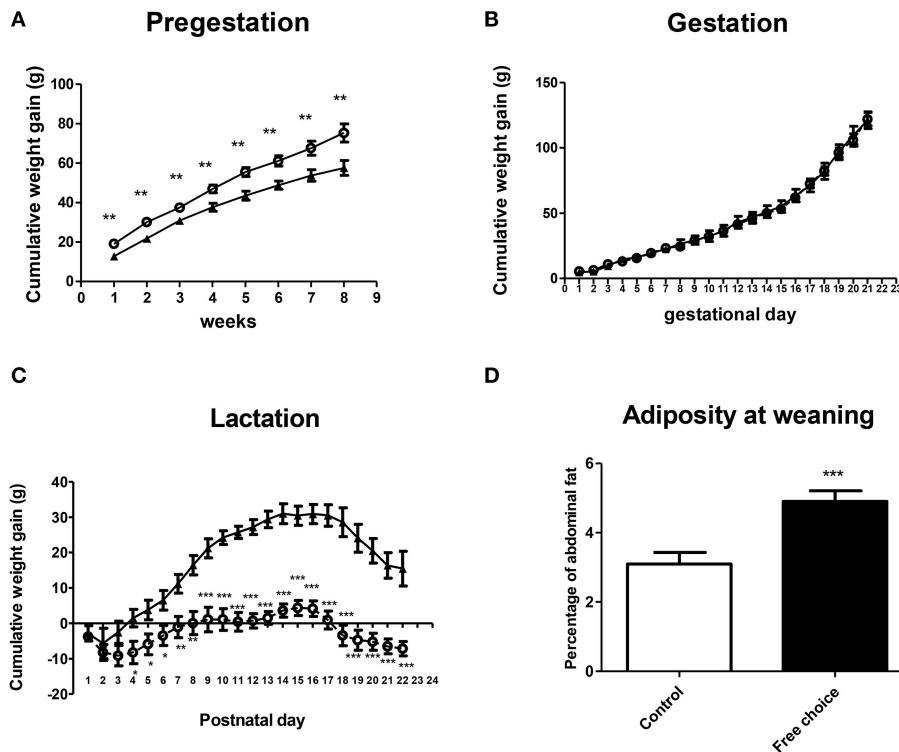 A
Pregestation
Cumulative weight gain (g)
100
80
60
40
20
0
** ** ** ** ** ** ** **
0 1 2 3 4 5 6 7 8 9
weeks
B
Gestation
Cumulative weight gain (g)
150
100
50
0
0 1 2 3 4 5 6 7 8 9 10 11 12 13 14 15 16 17 18 19 20 21 22 23
gestational day
C
Lactation
Cumulative weight gain (g)
40
30
20
10
0
-10
-20
* * * ** ** *** *** *** *** *** *** *** *** *** *** *** *** *** ***
1 2 3 4 5 6 7 8 9 10 11 12 13 14 15 16 17 18 19 20 21 22 23 24
Postnatal day
D
Adiposity at weaning
Percentage of abdominal fat
6
4
2
0
***
Control
Free choice